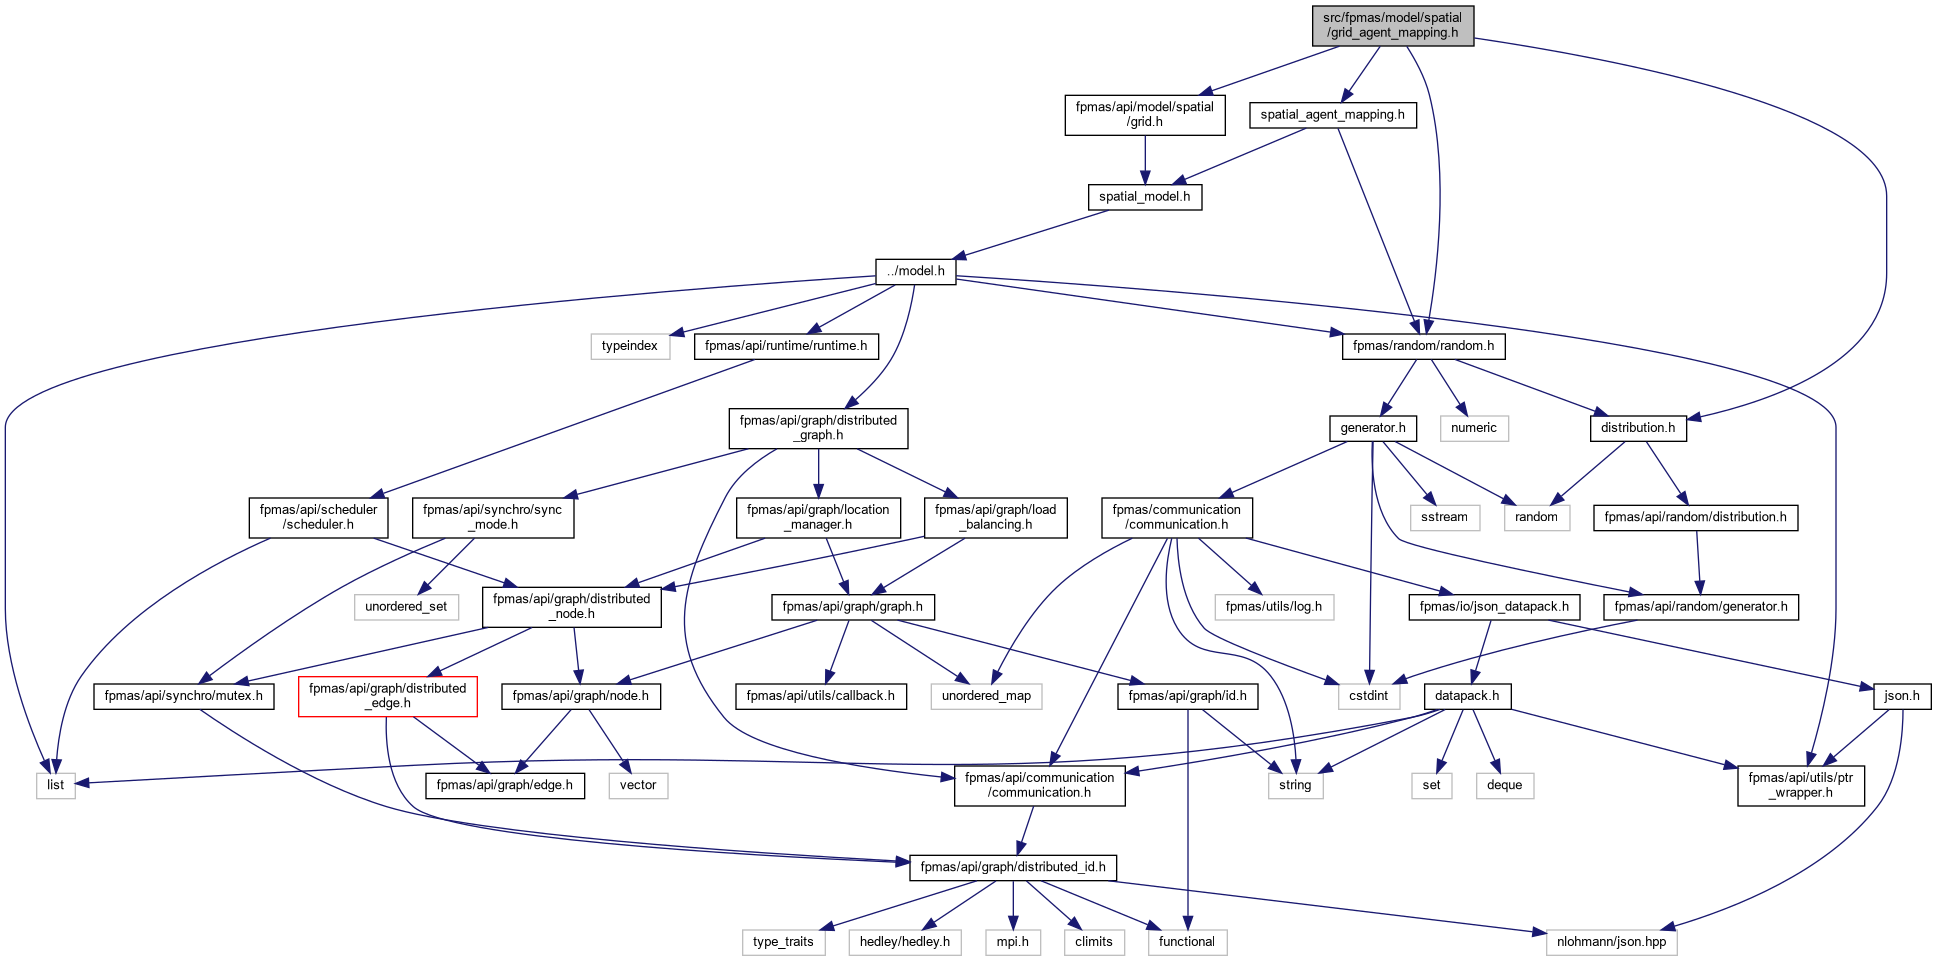 src/fpmas/model/spatial
/grid_agent_mapping.h
fpmas/api/model/spatial
/grid.h
spatial_agent_mapping.h
spatial_model.h
../model.h
typeindex
fpmas/api/runtime/runtime.h
fpmas/random/random.h
fpmas/api/graph/distributed
_graph.h
generator.h
numeric
distribution.h
fpmas/api/scheduler
/scheduler.h
fpmas/api/synchro/sync
_mode.h
fpmas/api/graph/location
_manager.h
fpmas/api/graph/load
_balancing.h
fpmas/communication
/communication.h
sstream
random
fpmas/api/random/distribution.h
unordered_set
fpmas/api/graph/distributed
_node.h
fpmas/api/graph/graph.h
fpmas/utils/log.h
fpmas/io/json_datapack.h
fpmas/api/random/generator.h
fpmas/api/synchro/mutex.h
fpmas/api/graph/distributed
_edge.h
fpmas/api/graph/node.h
fpmas/api/utils/callback.h
unordered_map
fpmas/api/graph/id.h
cstdint
datapack.h
json.h
list
fpmas/api/graph/edge.h
vector
fpmas/api/communication
/communication.h
string
set
deque
fpmas/api/utils/ptr
_wrapper.h
fpmas/api/graph/distributed_id.h
type_traits
hedley/hedley.h
mpi.h
climits
functional
nlohmann/json.hpp